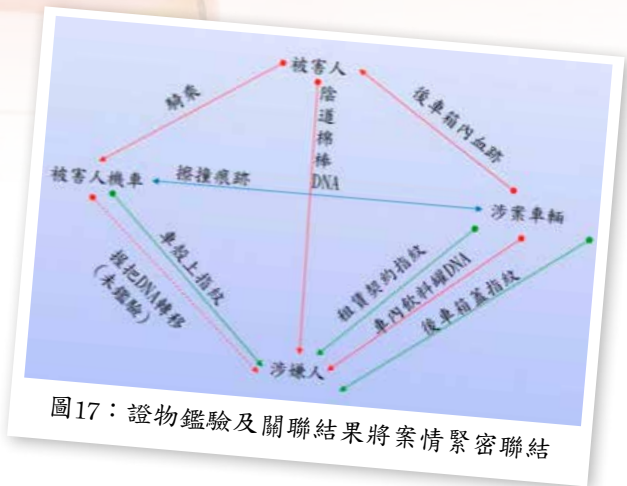 被害人
騎乘
陰道棉棒DNA
後車箱內血跡
被害人機車
擦撞痕跡
涉案車輛
車殼上指紋
握把DNA轉移
(未鑑驗)
租賃契約指紋
車內飲料罐DNA
後車箱蓋指紋
涉嫌人
圖17:證物鑑驗及關聯結果將案情緊密聯結